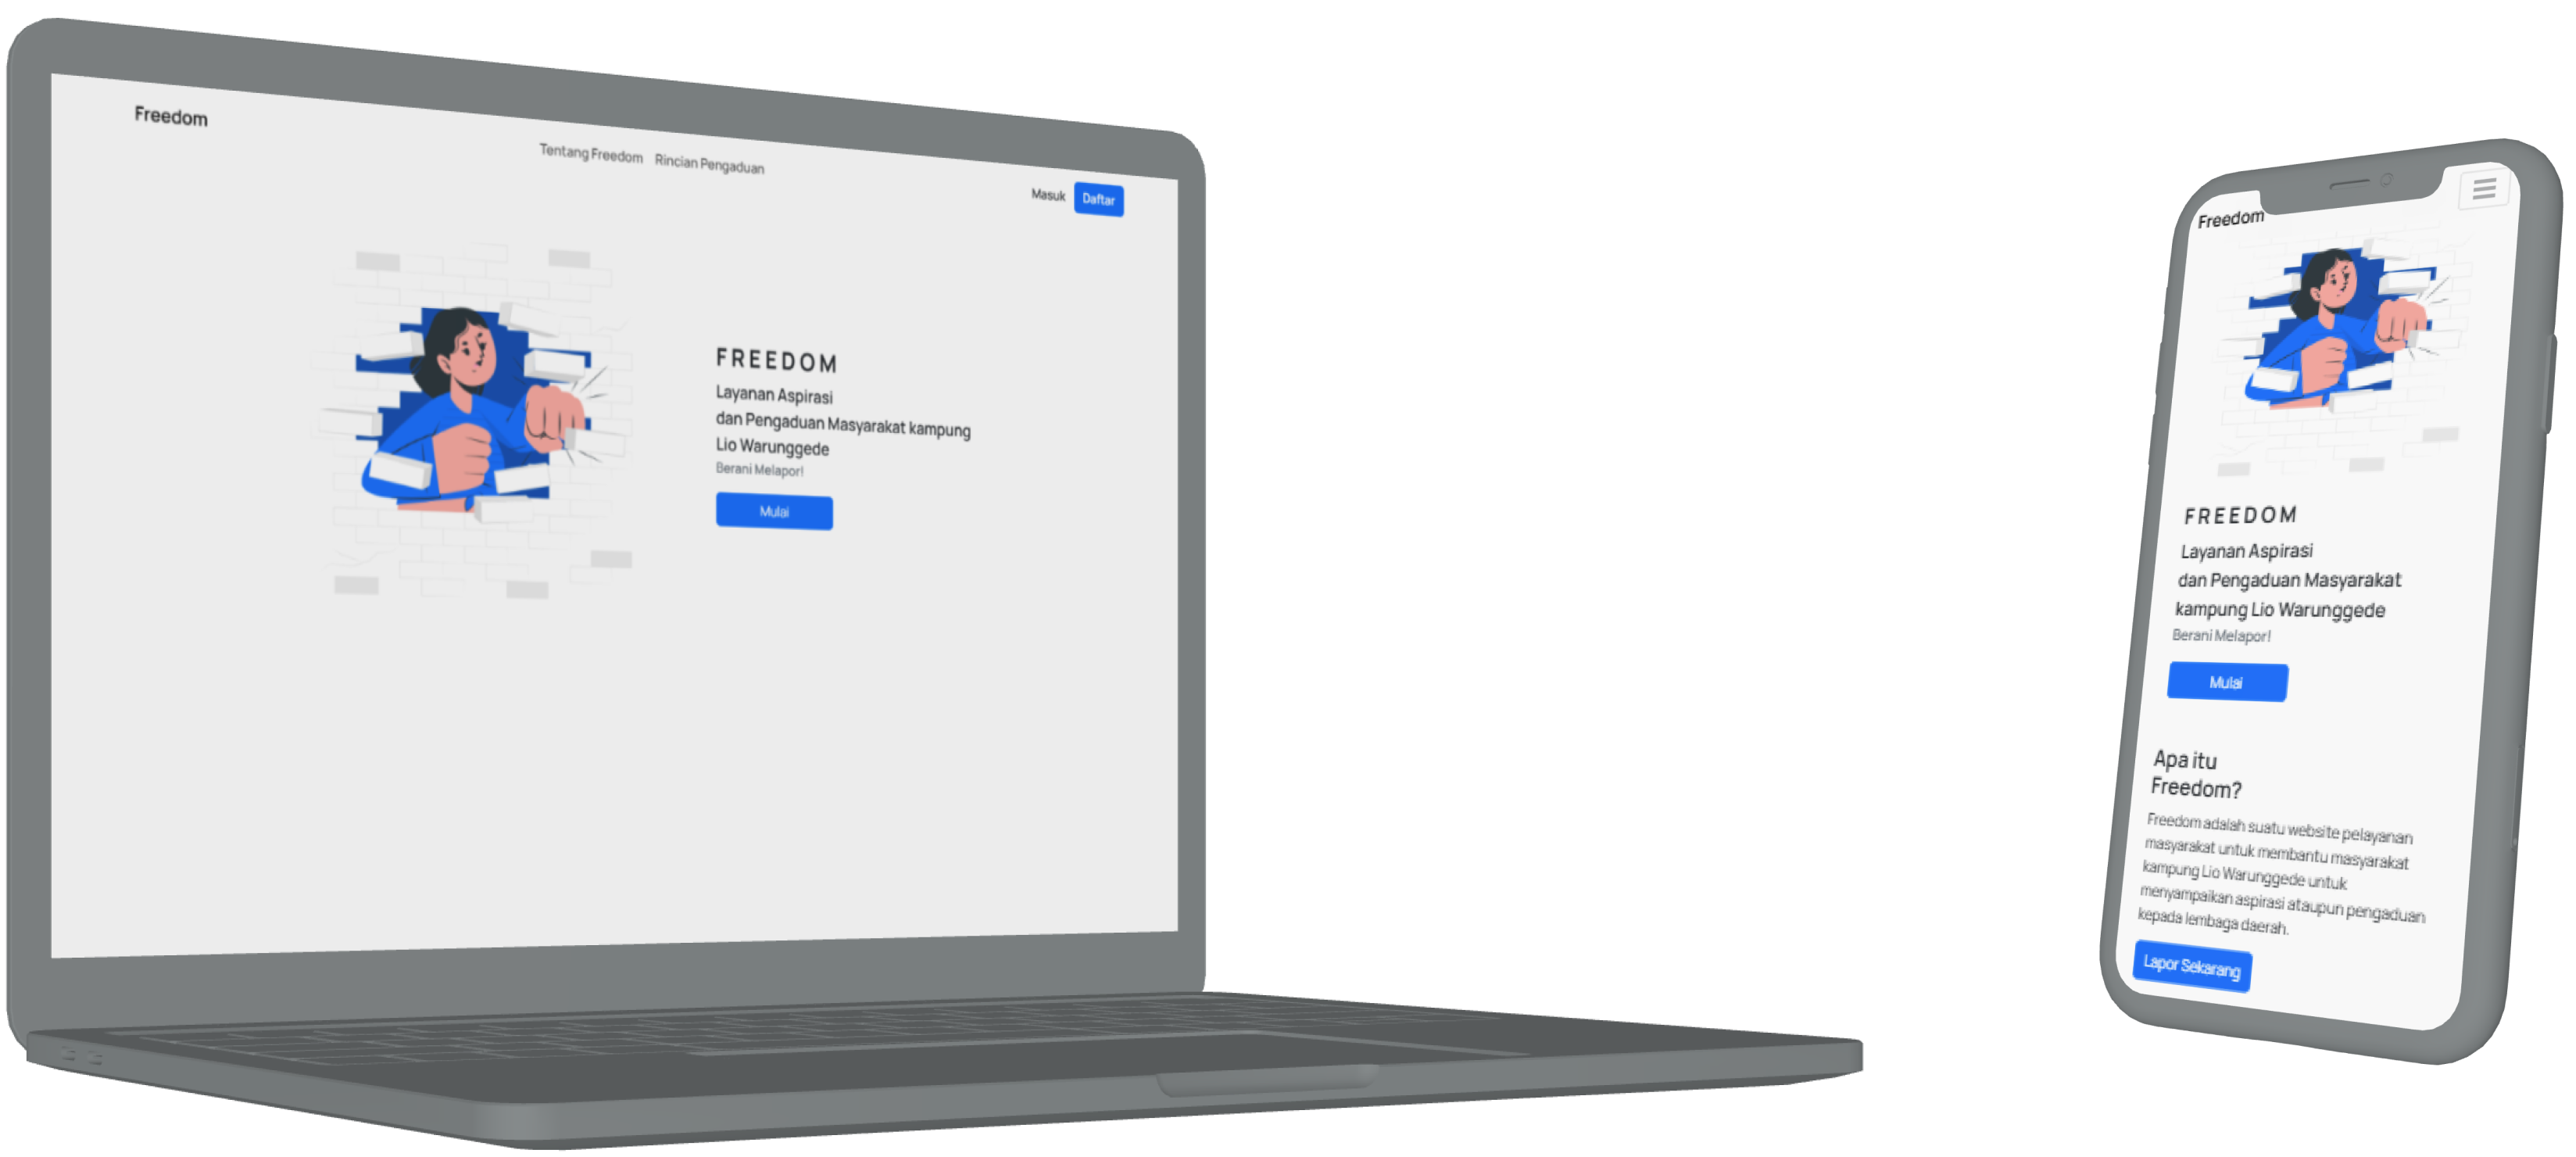 Freedom
Tentang Freedom Rincian Pengaduan
Masuk Daftar
FREEDOM
Layanan Aspirasi
dan Pengaduan Masyarakat kampung
Lio Warunggede
Berani Melapor!
Mulai
Freedom
FREEDOM
Layanan Aspirasi
dan Pengaduan Masyarakat
kampung Lio Warunggede
Berani Melapor!
Mulai
Apa itu
Freedom?
Freedom adalah suatu website pelayanan
masyarakat untuk membantu masyarakat
kampung Lio Warunggede untuk
menyampaikan aspirasi ataupun pengaduan
kepada lembaga daerah.
Lapor Sekarang